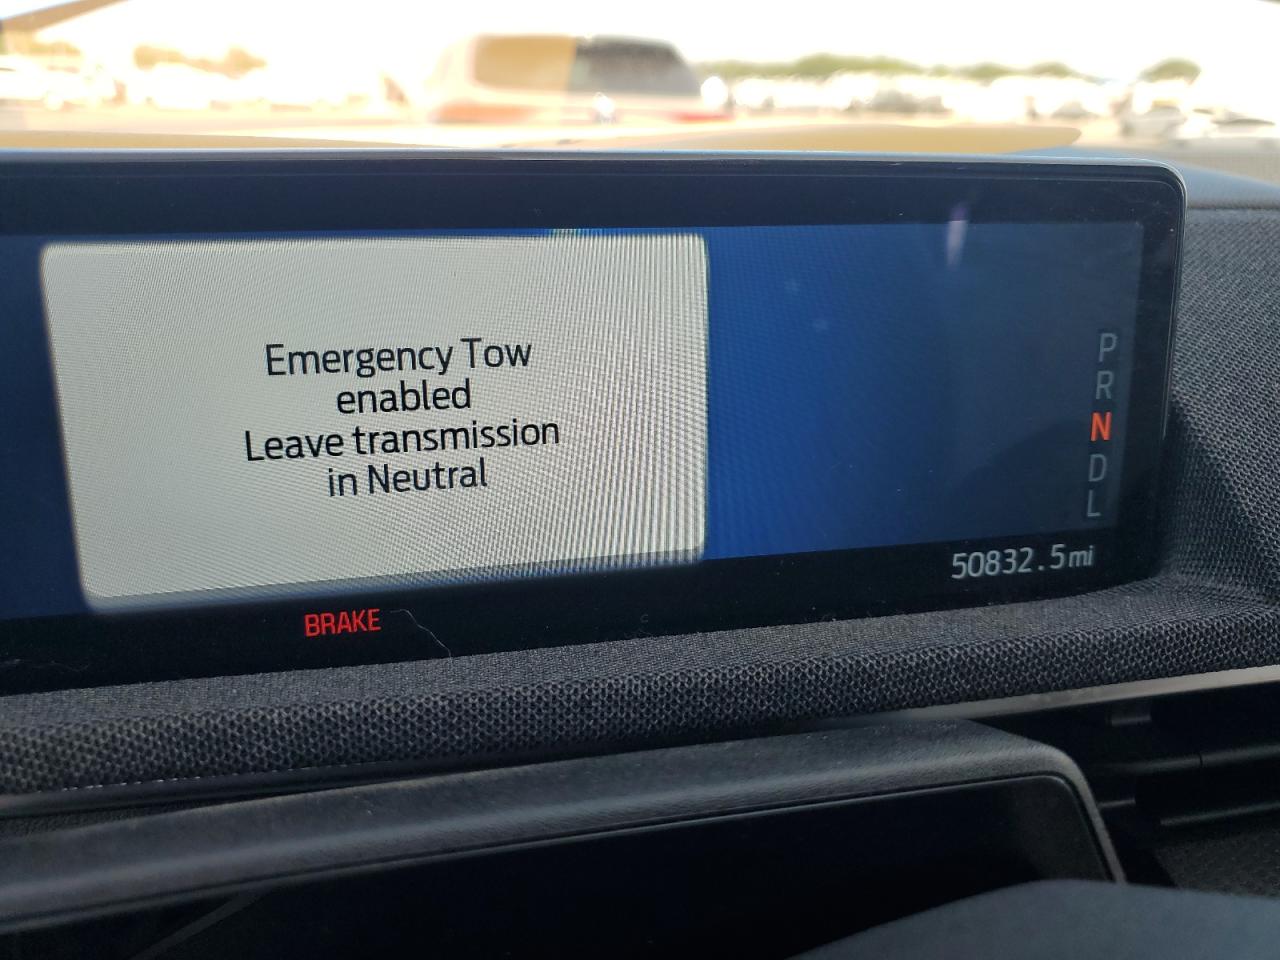 Emergency Tow
enabled
Leave transmission
in Neutral
P
R
N
D
L
50832.5mi
BRAKE